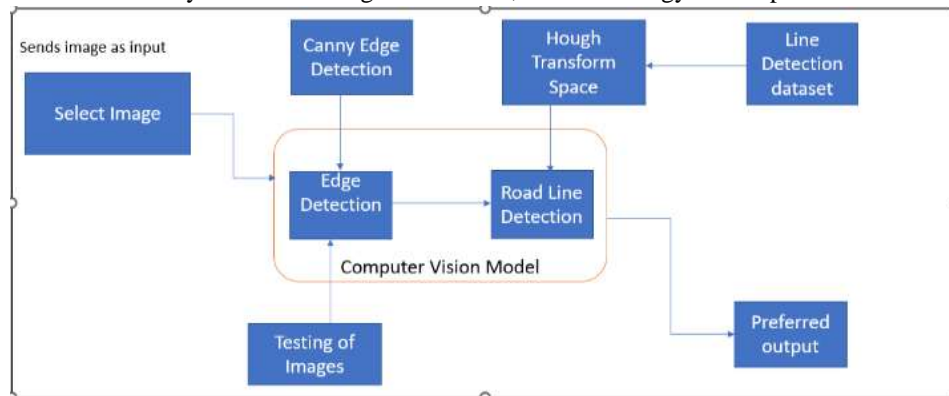 Sends image as input
Select Image
Canny Edge
Detection
Hough
Transform
Space
Line
Detection
dataset
Edge
Detection
Road Line
Detection
Computer Vision Model
Testing of
Images
Preferred
output